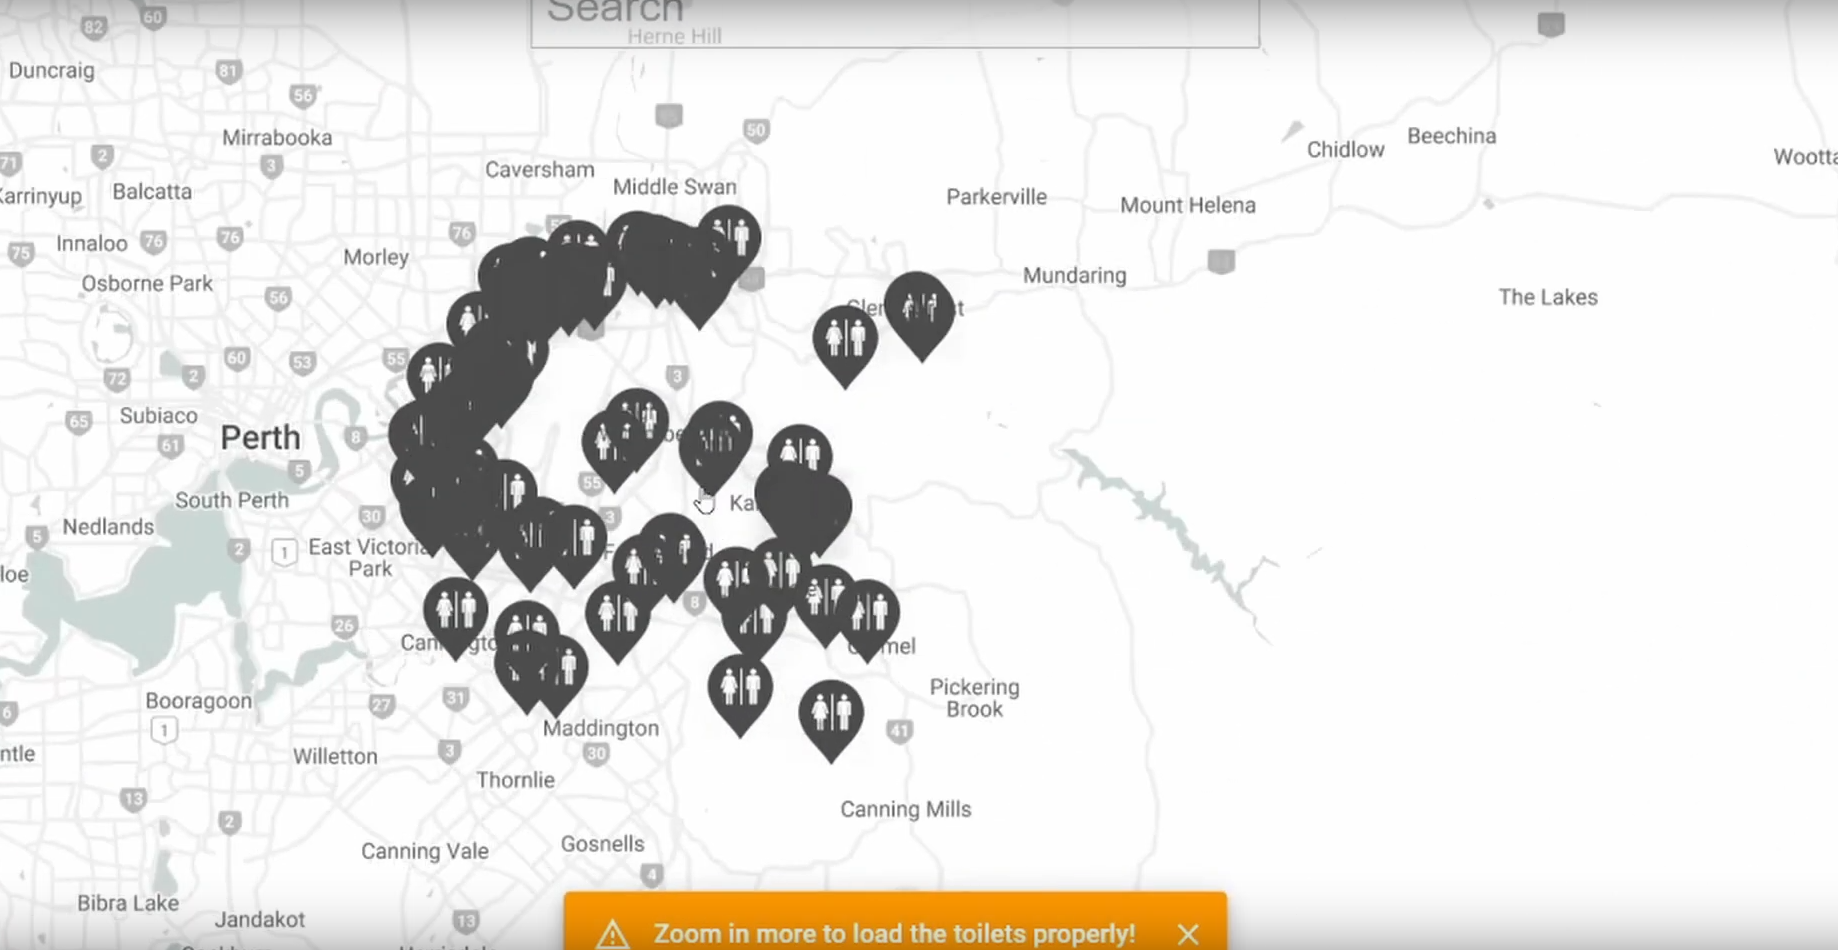 Search
Herne Hill
60
82
Duncraig
81
56
Mirrabooka
50
71
2
3
Caversham
Middle Swan
Chidlow
Beechina
Karrinyup
Balcatta
Parkerville
Mount Helena
75
Innaloo
76
76
76
Morley
Osborne Park
56
Mundaring
The Lakes
60
53
55
72
2
3
65
Subiaco
61
Perth
8
5
South Perth
55
30
3
Nedlands
5
2
1
East Victoria
Park
8
26
Booragoon
1
27
31
Pickering
Brook
6
Maddington
41
Willetton
3
30
Thornlie
13
2
Canning Mills
Canning Vale
Gosnells
4
Bibra Lake
Jandakot
13
Zoom in more to load the toilets properly!